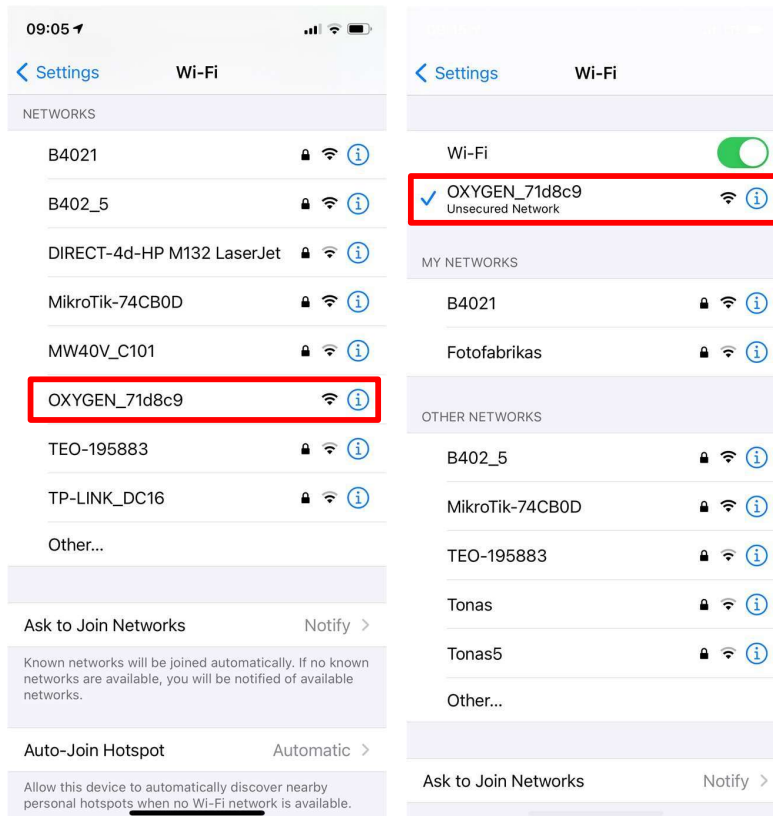 09:05
Settings
Wi-Fi
NETWORKS
B4021
B402_5
DIRECT-4d-HP M132 LaserJet
MikroTik-74CB0D
MW40V_C101
OXYGEN_71d8c9
TEO-195883
TP-LINK_DC16
Other...
Ask to Join Networks
Notify
Known networks will be joined automatically. If no known
networks are available, you will be notified of available
networks.
Auto-Join Hotspot
Automatic
Allow this device to automatically discover nearby
personal hotspots when no Wi-Fi network is available.
Settings
Wi-Fi
Wi-Fi
OXYGEN_71d8c9
Unsecured Network
MY NETWORKS
B4021
Fotofabrikas
OTHER NETWORKS
B402_5
MikroTik-74CB0D
TEO-195883
Tonas
Tonas5
Other...
Ask to Join Networks
Notify